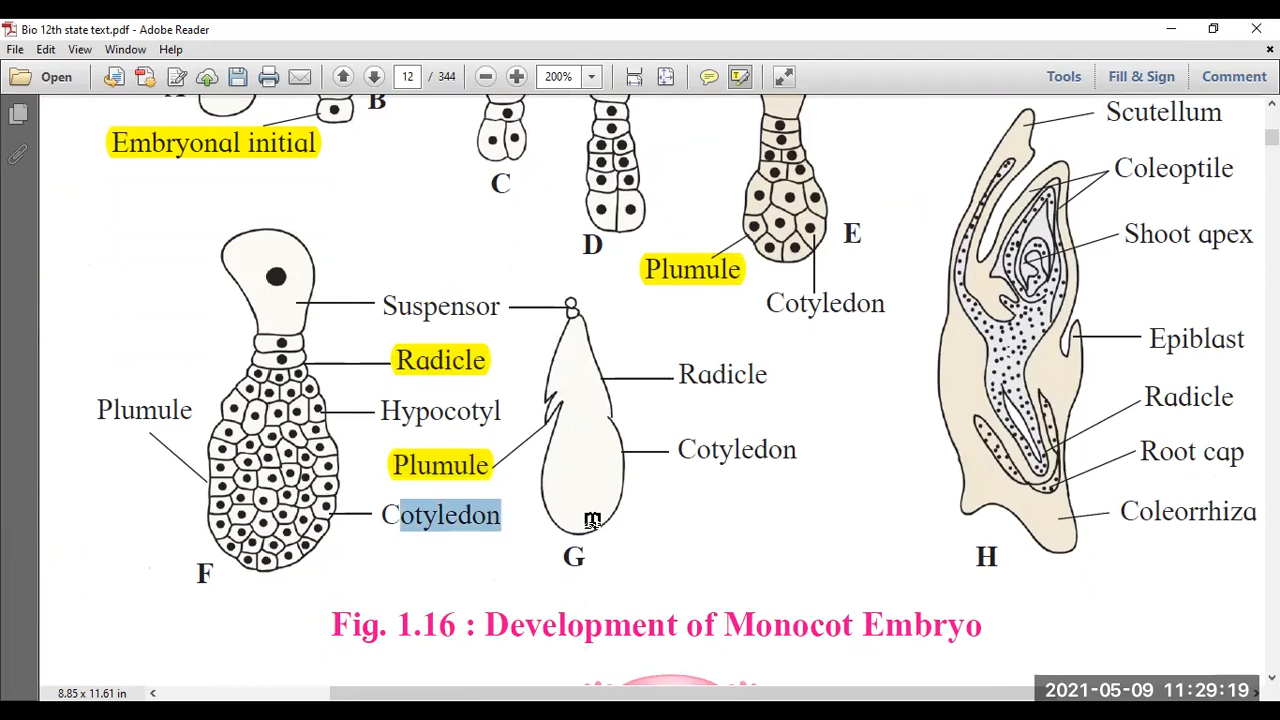 Bio 12th state text.pdf - Adobe Reader
File Edit View Window Help
Open 12 / 344 200% Tools Fill & Sign Comment
B
Embryonal initial
C
D
E
Plumule
Cotyledon
Suspensor
Radicle
Hypocotyl
Plumule
Plumule
Cotyledon
F
Radicle
Cotyledon
G
Scutellum
Coleoptile
Shoot apex
Epiblast
Radicle
Root cap
Coleorrhiza
H
Fig. 1.16 : Development of Monocot Embryo
8.85 x 11.61 in
2021-05-09 11:29:19